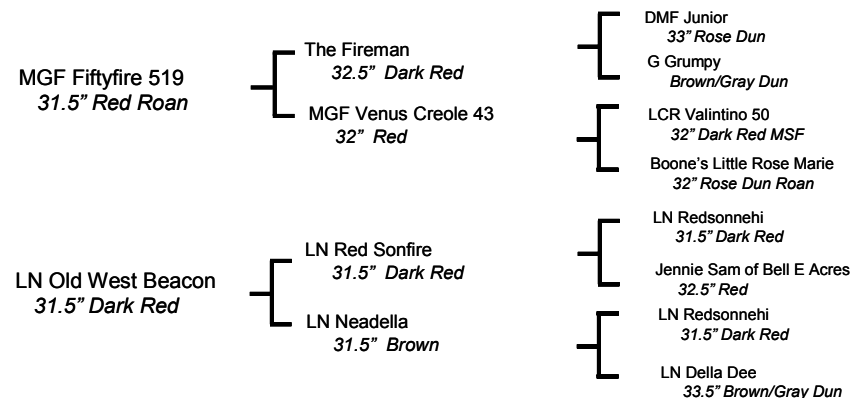 MGF Fiftyfire 519
31.5” Red Roan
The Fireman
32.5” Dark Red
MGF Venus Creole 43
32” Red
DMF Junior
33” Rose Dun
G Grumpy
Brown/Gray Dun
LCR Valintino 50
32” Dark Red MSF
Boone’s Little Rose Marie
32” Rose Dun Roan
LN Old West Beacon
31.5” Dark Red
LN Red Sonfire
31.5” Dark Red
LN Neadella
31.5” Brown
LN Redsonnehi
31.5” Dark Red
Jennie Sam of Bell E Acres
32.5” Red
LN Redsonnehi
31.5” Dark Red
LN Della Dee
33.5” Brown/Gray Dun